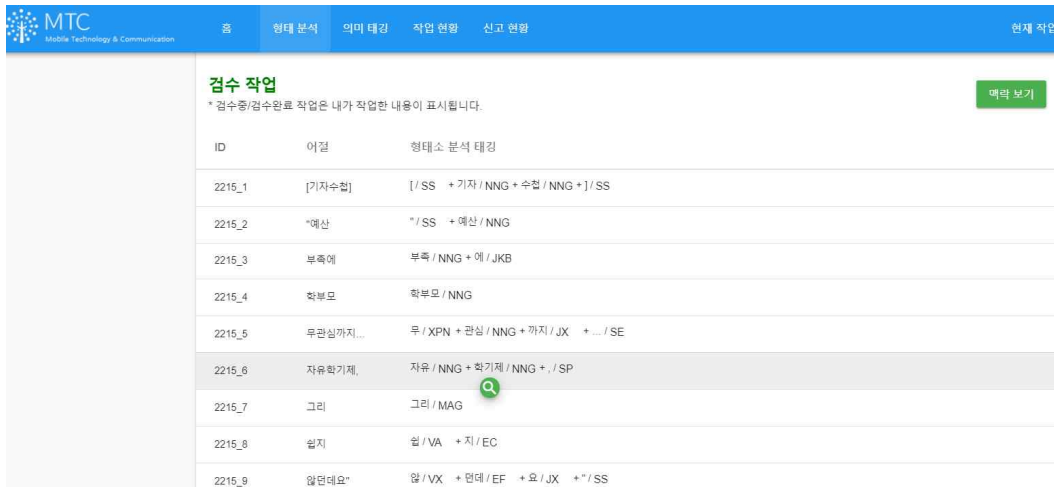 MTC
Mobile Technology & Communication
홈 형태 분석 의미 태깅 작업 현황 신고 현황 현재 작업
검수 작업
* 검수중/검수완료 작업은 내가 작업한 내용이 표시됩니다.
맥락 보기
ID 어절 형태소 분석 태깅
2215_1 [기자수첩] [ / SS + 기자 / NNG + 수첩 / NNG + ] / SS
2215_2 "예산 " / SS + 예산 / NNG
2215_3 부족에 부족 / NNG + 에 / JKB
2215_4 학부모 학부모 / NNG
2215_5 무관심까지... 무 / XPN + 관심 / NNG + 까지 / JX + ... / SE
2215_6 자유학기제, 자유 / NNG + 학기제 / NNG + , / SP
2215_7 그리 그리 / MAG
2215_8 쉽지 쉽 / VA + 지 / EC
2215_9 않던데요" 않 / VX + 던데 / EF + 요 / JX + " / SS